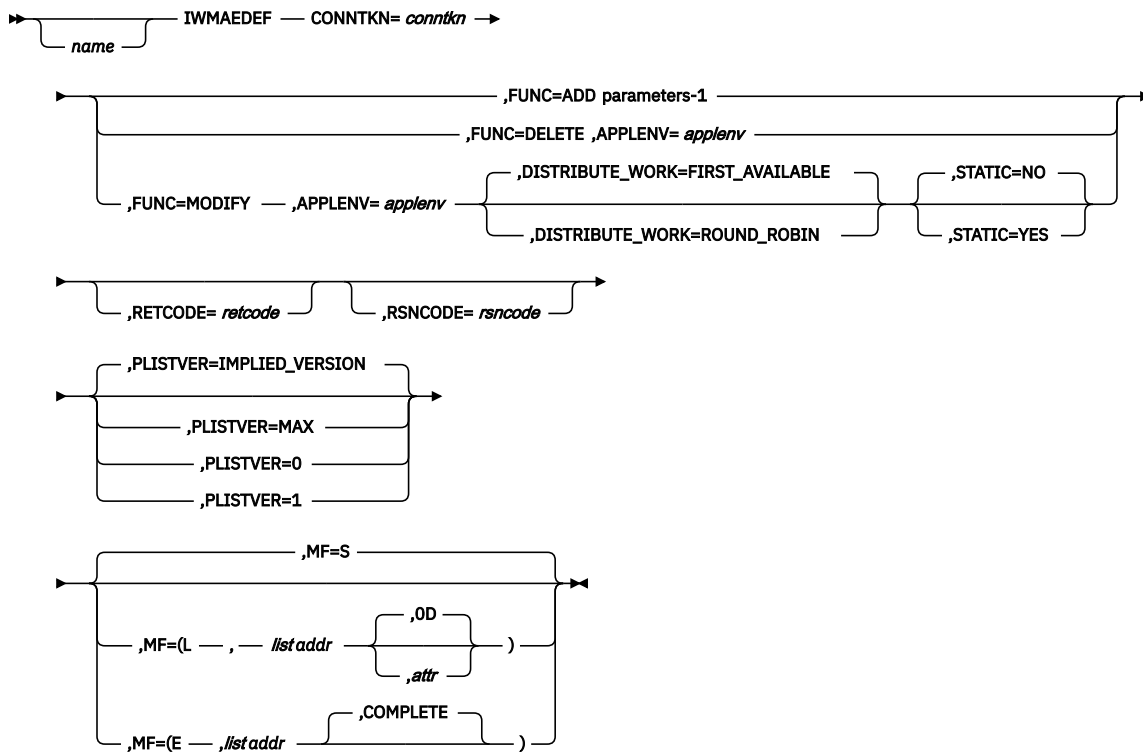 IWMAEDEF CONNTKN= conntkn
name
,FUNC=ADD parameters-1
,FUNC=DELETE ,APPLENV= applenv
,DISTRIBUTE_WORK=FIRST_AVAILABLE ,STATIC=NO
,FUNC=MODIFY ,APPLENV= applenv
,DISTRIBUTE_WORK=ROUND_ROBIN ,STATIC=YES
,RETCODE= retcode ,RSNCODE= rsncode
,PLISTVER=IMPLIED_VERSION
,PLISTVER=MAX
,PLISTVER=0
,PLISTVER=1
,MF=S
,0D
,MF=(L , list addr )
,attr
,COMPLETE
,MF=(E ,list addr )